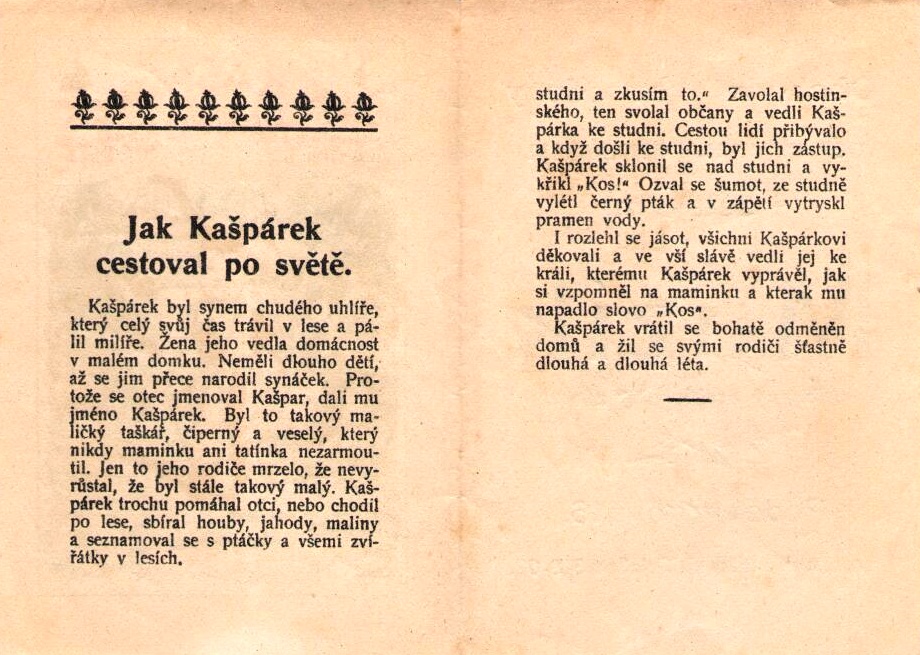 Jak Kašpárek
cestoval po světě.
Kašpárek byl synem chudého uhlíře,
který celý svůj čas trávil v lese a pá-
lil milíře. Žena jeho vedla domácnost
v malém domku. Neměli dlouho dětí,
až se jim přece narodil synáček. Pro-
tože se otec jmenoval Kašpar, dali mu
jméno Kašpárek. Byl to takový ma-
ličký taškář, čiperný a veselý, který
nikdy maminku ani tatínka nezarmou-
til. Jen to jeho rodiče mrzelo, že nevy-
růstal, že byl stále takový malý. Kaš-
párek trochu pomáhal otci, nebo chodil
po lese, sbíral houby, jahody, maliny
a seznamoval se s ptáčky a všemi zví-
řátky v lesích.
studni a zkusím to.“ Zavolal hostin-
ského, ten svolal občany a vedli Kaš-
párka ke studni. Cestou lidí přibývalo
a když došli ke studni, byl jich zástup.
Kašpárek sklonil se nad studni a vy-
křikl „Kos!“ Ozval se šumot, ze studně
vylétl černý pták a v zápětí vytryskl
pramen vody.
I rozlehl se jásot, všichni Kašpárkovi
děkovali a ve vší slávě vedli jej ke
králi, kterému Kašpárek vyprávěl, jak
si vzpomněl na maminku a kterak mu
napadlo slovo „Kos“.
Kašpárek vrátil se bohatě odměněn
domů a žil se svými rodiči šťastně
dlouhá a dlouhá léta.